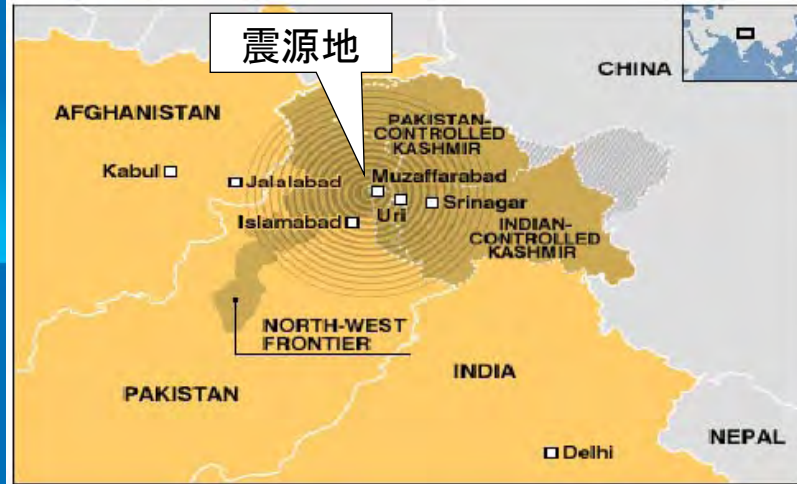 震源地
CHINA
AFGHANISTAN
PAKISTAN-
CONTROLLED
KASHMIR
Kabul
Jalalabad
Muzaffarabad
Islamabad
Uri
Srinagar
INDIAN-
CONTROLLED
KASHMIR
NORTH-WEST
FRONTIER
INDIA
PAKISTAN
NEPAL
Delhi